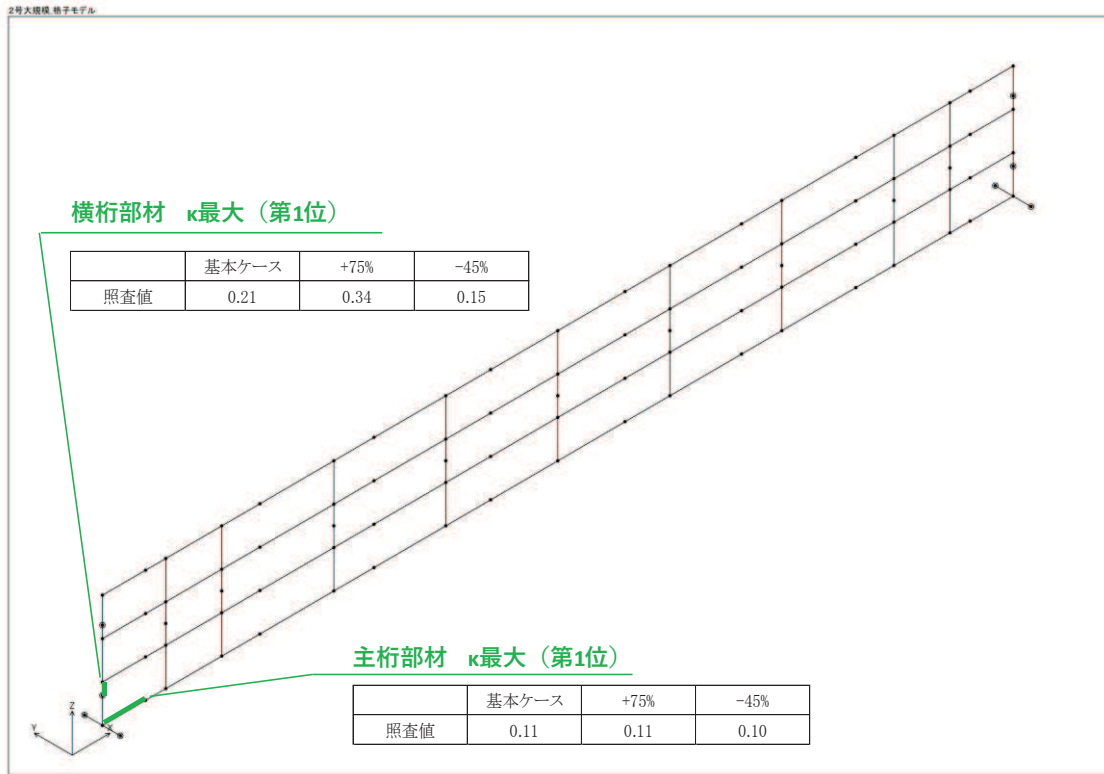 2号大規模 格子モデル
横桁部材 κ最大（第1位）
基本ケース +75% -45%
照査値 0.21 0.34 0.15
主桁部材 κ最大（第1位）
基本ケース +75% -45%
照査値 0.11 0.11 0.10
Z
Y X